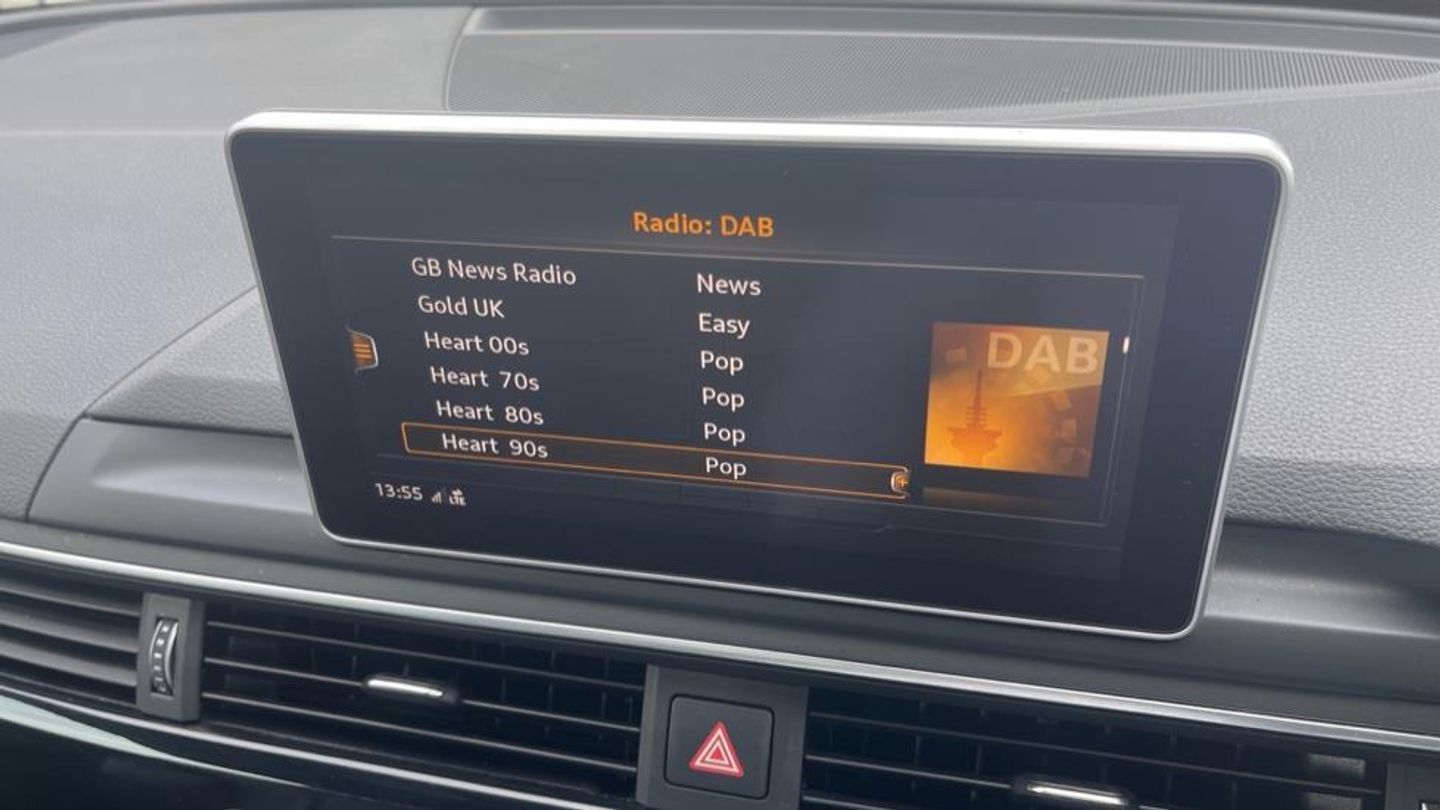 Radio: DAB
GB News Radio News
Gold UK Easy
Heart 00s Pop
Heart 70s Pop
Heart 80s Pop
Heart 90s Pop
DAB
13:55 LTE